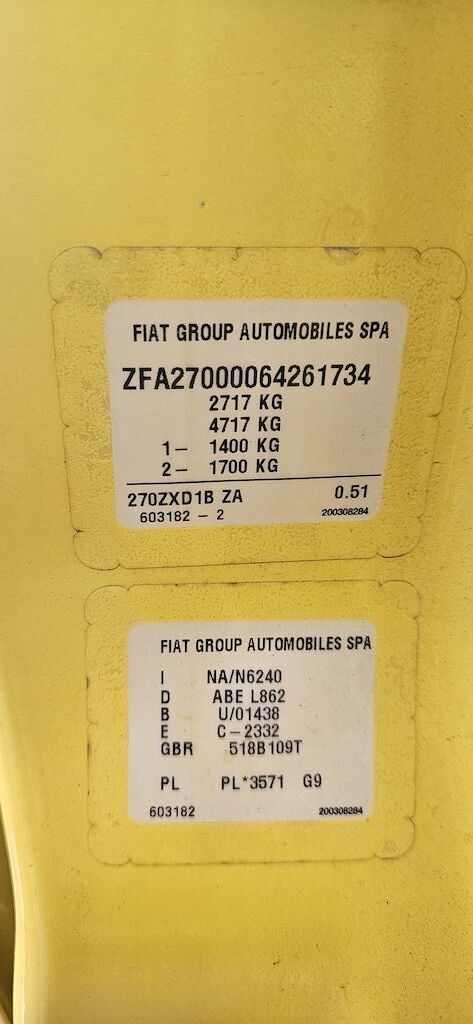 FIAT GROUP AUTOMOBILES SPA
ZFA27000064261734
2717 KG
4717 KG
1- 1400 KG
2- 1700 KG
270ZXD1B ZA 0.51
603182 - 2 200308284
FIAT GROUP AUTOMOBILES SPA
I NA/N6240
D ABE L862
B U/01438
E C-2332
GBR 518B109T
PL PL*3571 G9
603182 200308284